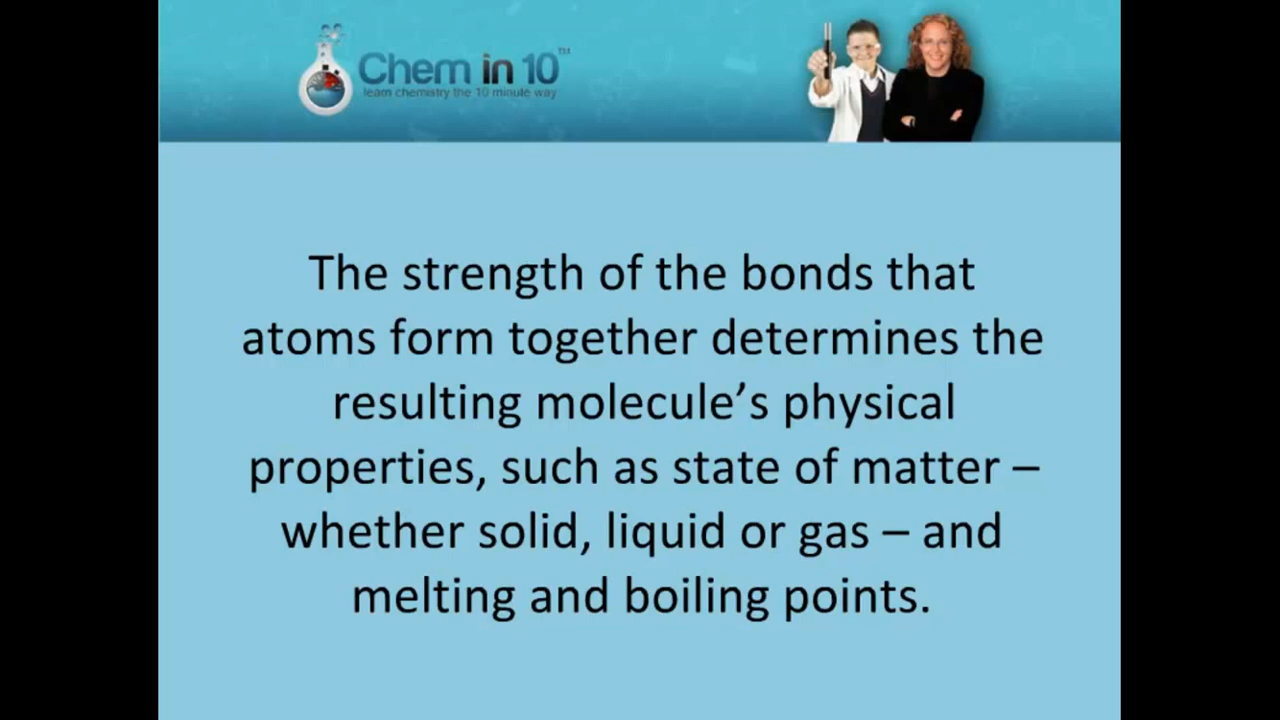 Chem in 10™
learn chemistry the 10 minute way
The strength of the bonds that
atoms form together determines the
resulting molecule’s physical
properties, such as state of matter –
whether solid, liquid or gas – and
melting and boiling points.